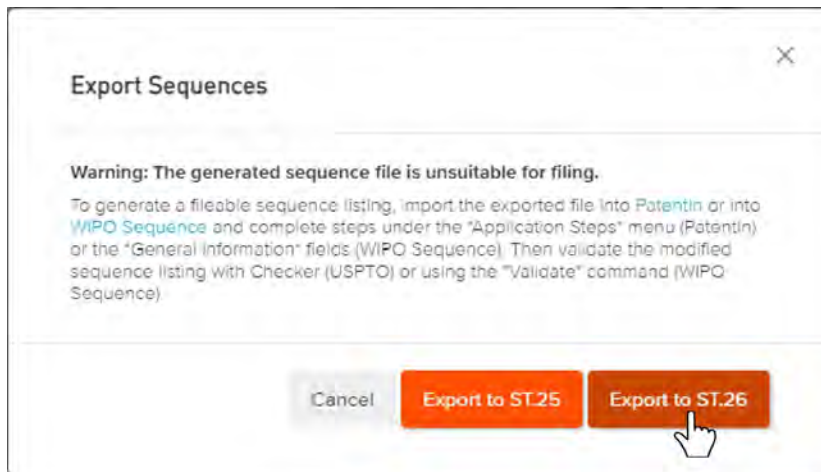 Export Sequences
Warning: The generated sequence file is unsuitable for filing.
To generate a fileable sequence listing, import the exported file into PatentIn or into
WIPO Sequence and complete steps under the "Application Steps" menu (PatentIn)
or the "General Information" fields (WIPO Sequence). Then validate the modified
sequence listing with Checker (USPTO) or using the "Validate" command (WIPO
Sequence)
Cancel Export to ST.25 Export to ST.26